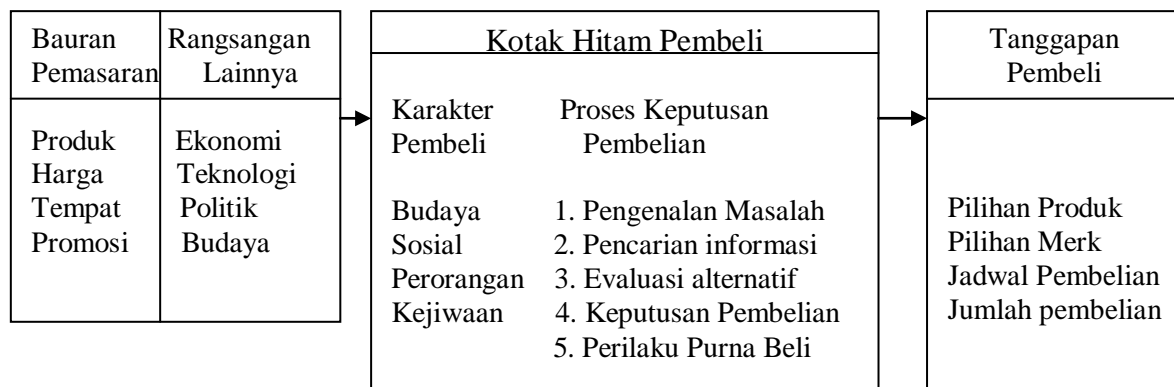 Bauran
Pemasaran
Produk
Harga
Tempat
Promosi
Rangsangan
Lainnya
Ekonomi
Teknologi
Politik
Budaya
Kotak Hitam Pembeli
Karakter
Pembeli
Budaya
Sosial
Perorangan
Kejiwaan
Proses Keputusan
Pembelian
1. Pengenalan Masalah
2. Pencarian informasi
3. Evaluasi alternatif
4. Keputusan Pembelian
5. Perilaku Purna Beli
Tanggapan
Pembeli
Pilihan Produk
Pilihan Merk
Jadwal Pembelian
Jumlah pembelian